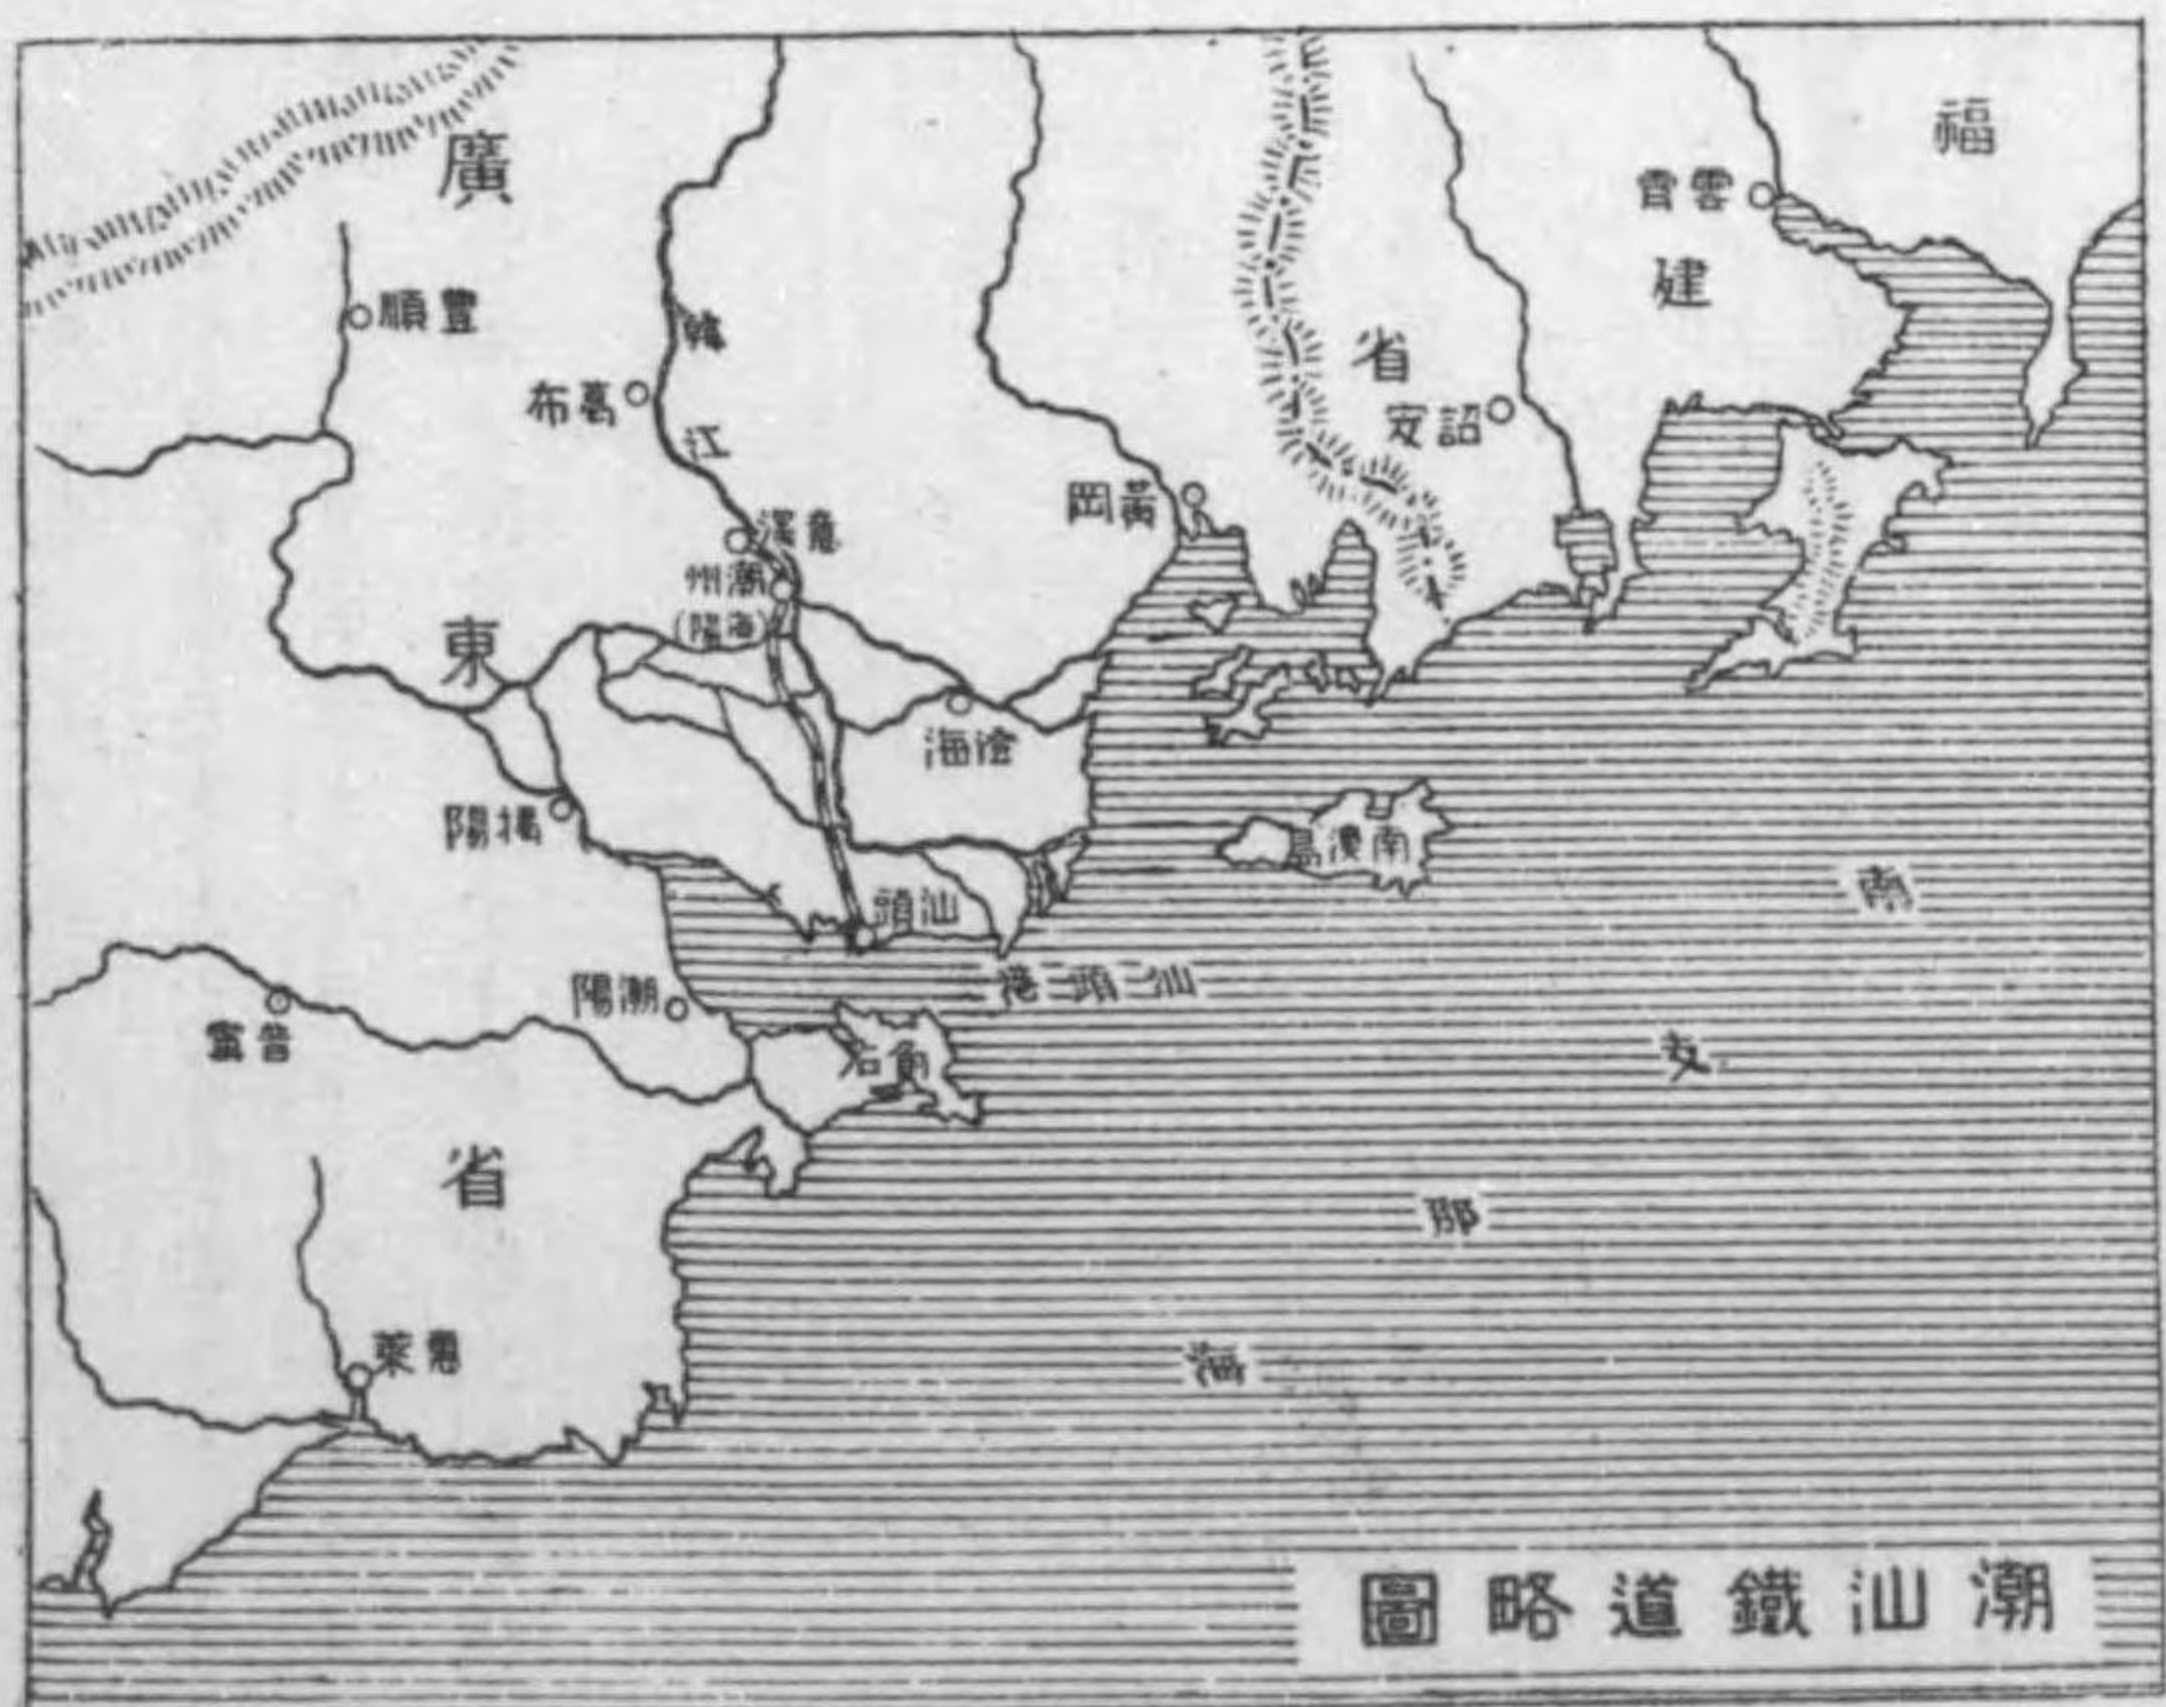 潮汕鐵道略圖
廣東省
福建省
雲霄
詔安
黃岡
豐順
葛布
韓江
意溪
潮州
(海陽)
澄海
揭陽
汕頭
南澳島
汕頭港
潮陽
角石
普寧
惠來
南支那海